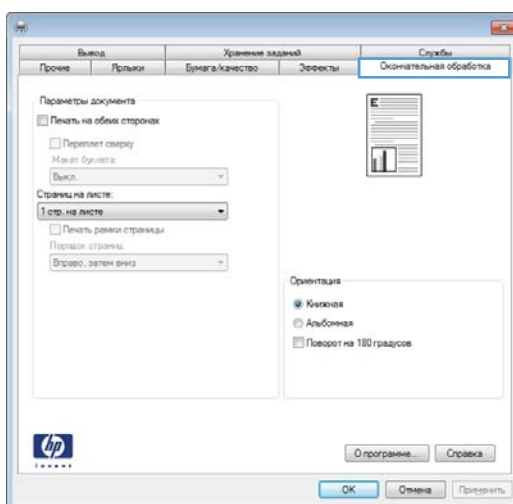 Вывод
Хранение заданий
Службы
Прочие
Ярлыки
Бумага/качество
Эффекты
Окончательная обработка
Параметры документа
Печать на обеих сторонах
Переплет сверху
Макет буклета:
Выкл.
Страниц на листе:
1 стр. на листе
Печать рамки страницы
Порядок страниц:
Вправо, затем вниз
E
Ориентация
Книжная
Альбомная
Поворот на 180 градусов
hp
invent
О программе...
Справка
OK
Отмена
Применить